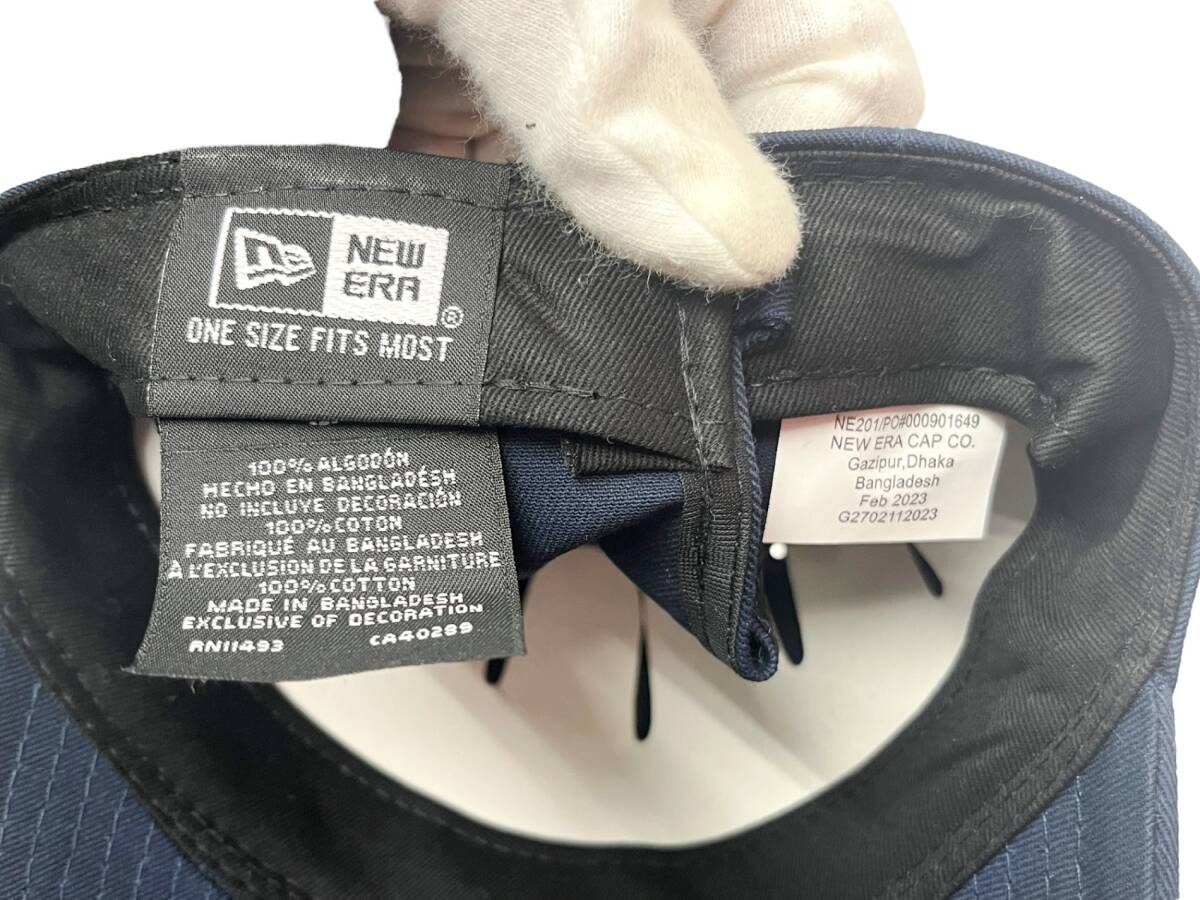 NEW
ERA
®
ONE SIZE FITS MOST
100% ALGODÓN
HECHO EN BANGLADÉSH
NO INCLUYE DECORACIÓN
100% COTON
FABRIQUÉ AU BANGLADESH
À L'EXCLUSION DE LA GARNITURE
100% COTTON
MADE IN BANGLADESH
EXCLUSIVE OF DECORATION
RN11493 CA40289
NE201/PO#000901649
NEW ERA CAP CO.
Gazipur,Dhaka
Bangladesh
Feb 2023
G2702112023